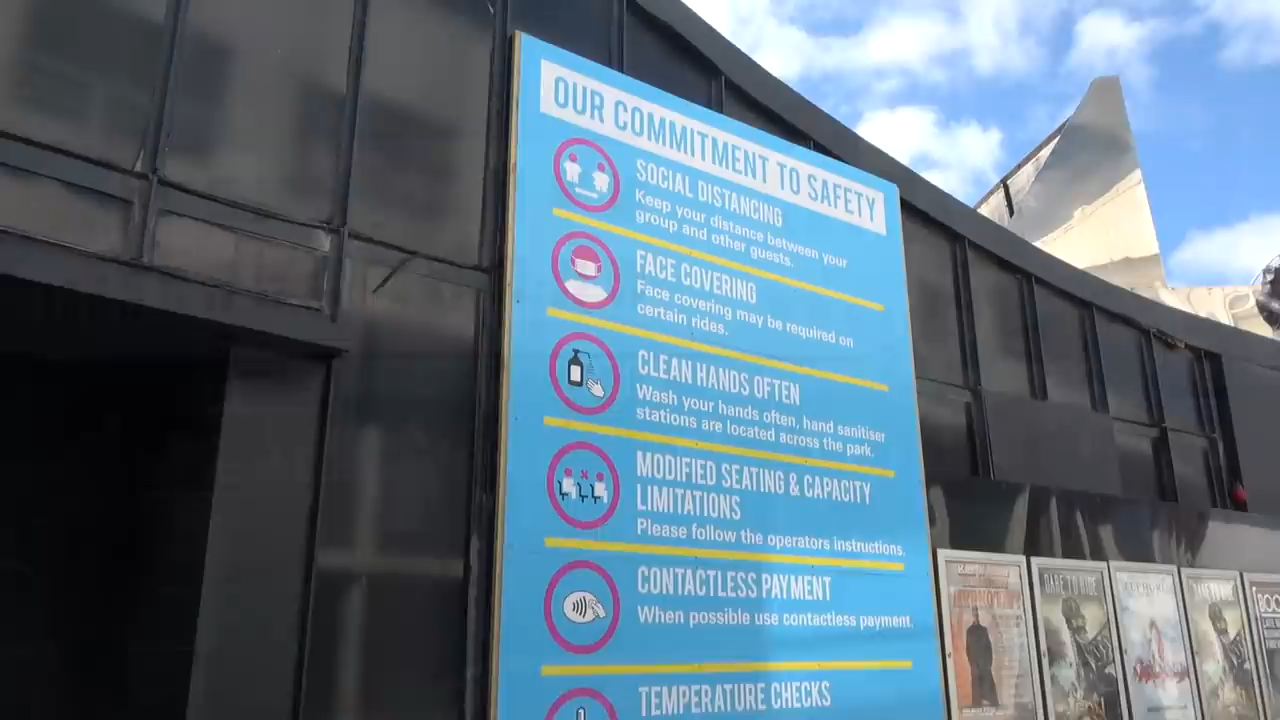 OUR COMMITMENT TO SAFETY
SOCIAL DISTANCING
Keep your distance between your
group and other guests.
FACE COVERING
Face covering may be required on
certain rides.
CLEAN HANDS OFTEN
Wash your hands often, hand sanitiser
stations are located across the park.
MODIFIED SEATING & CAPACITY
LIMITATIONS
Please follow the operators instructions.
CONTACTLESS PAYMENT
When possible use contactless payment.
TEMPERATURE CHECKS
DARE TO RIDE